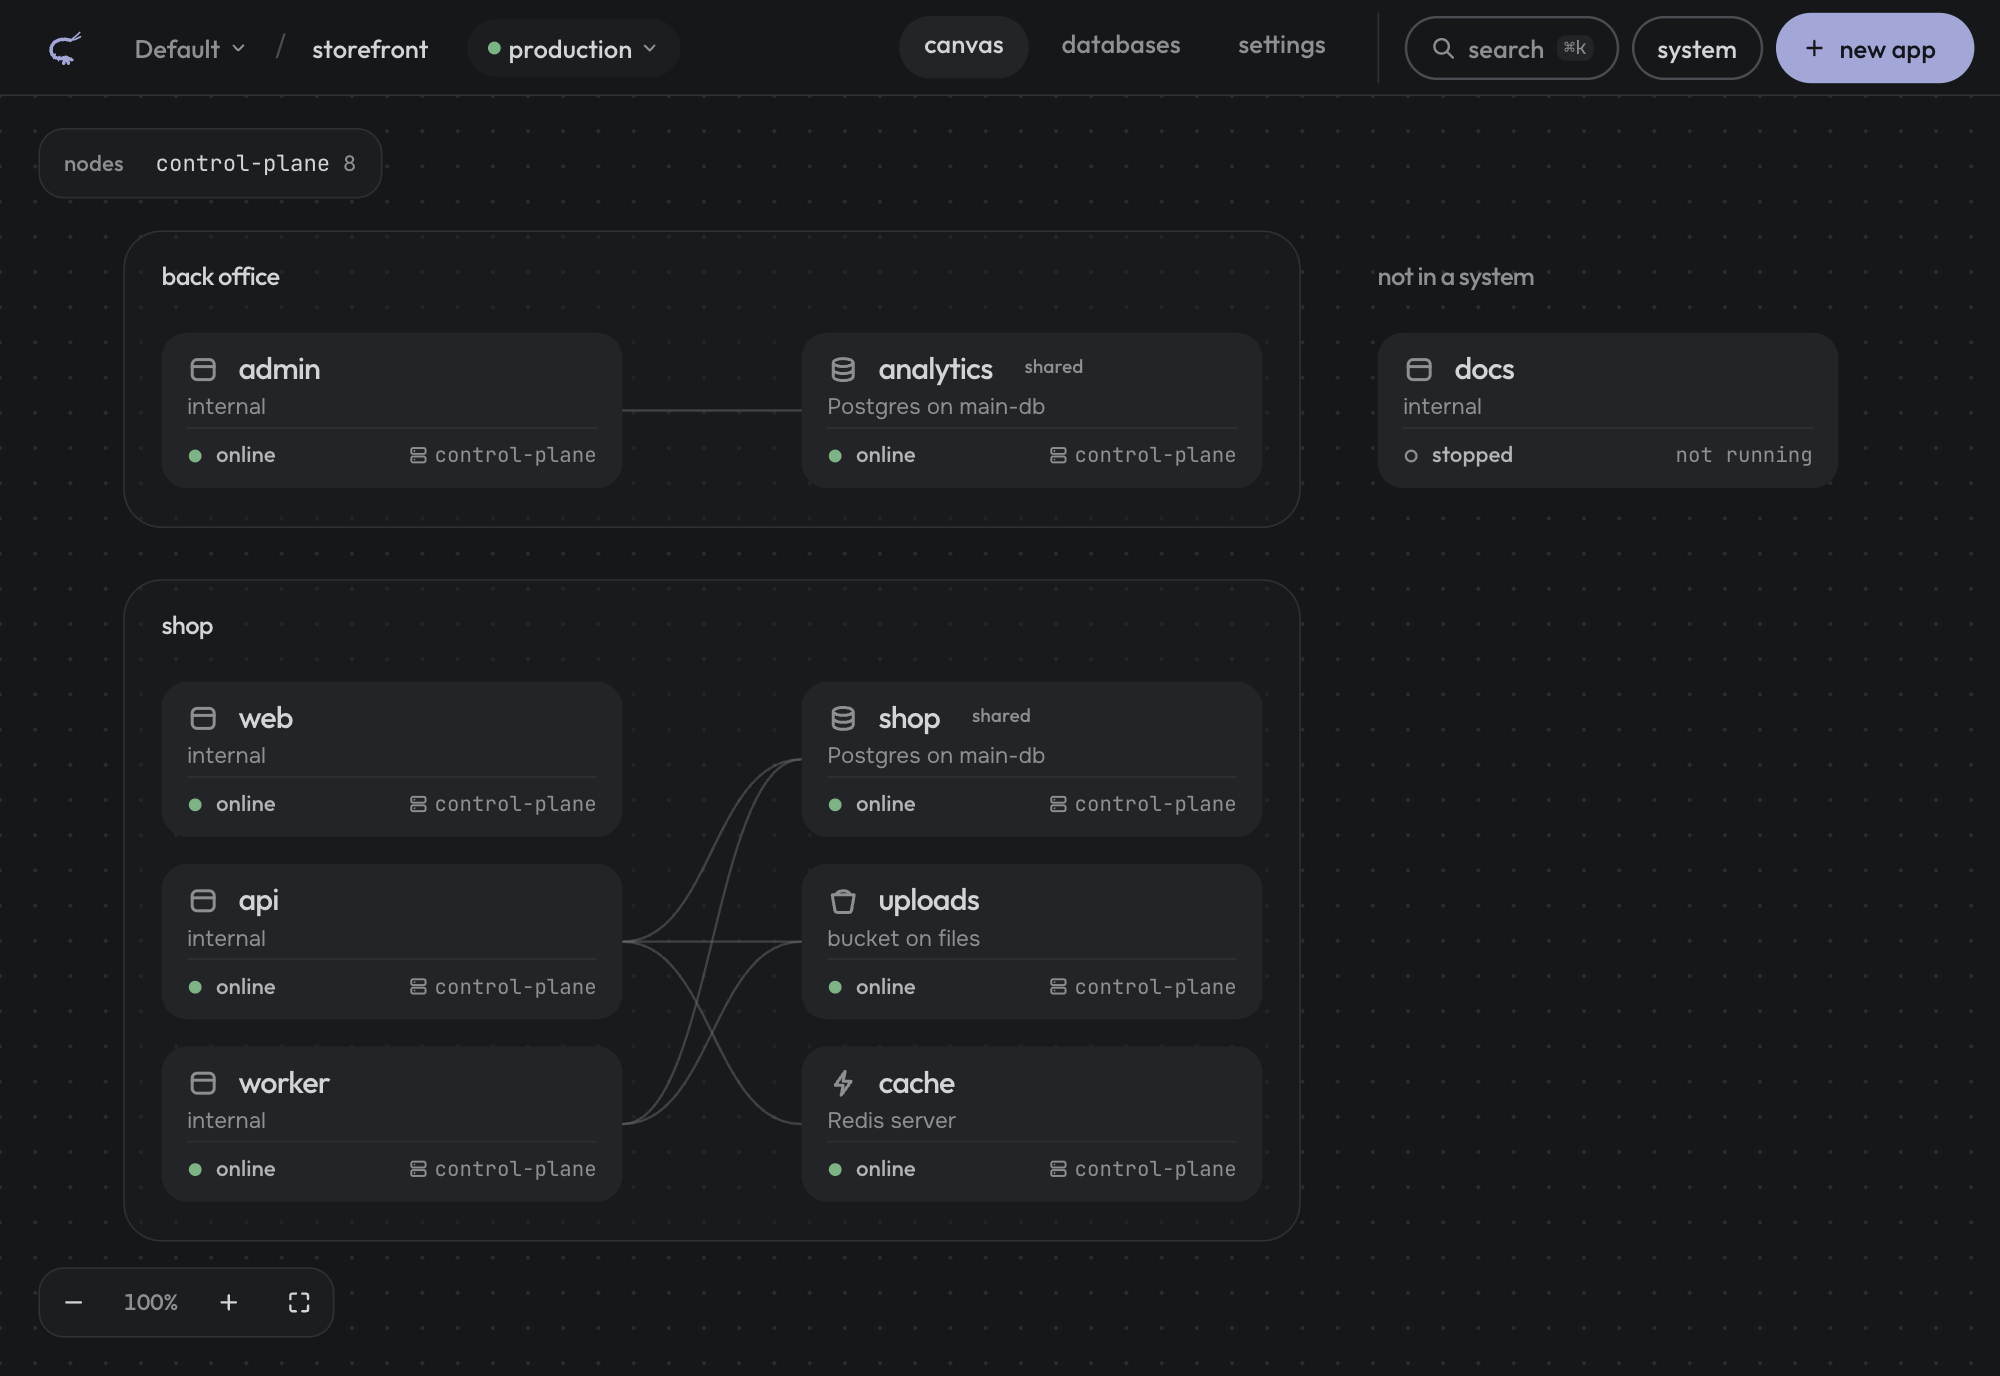 Default / storefront production canvas databases settings search ⌘K system + new app
nodes control-plane 8
back office
admin
internal
online control-plane
analytics shared
Postgres on main-db
online control-plane
not in a system
docs
internal
stopped not running
shop
web
internal
online control-plane
shop shared
Postgres on main-db
online control-plane
api
internal
online control-plane
uploads
bucket on files
online control-plane
worker
internal
online control-plane
cache
Redis server
online control-plane
− 100% +